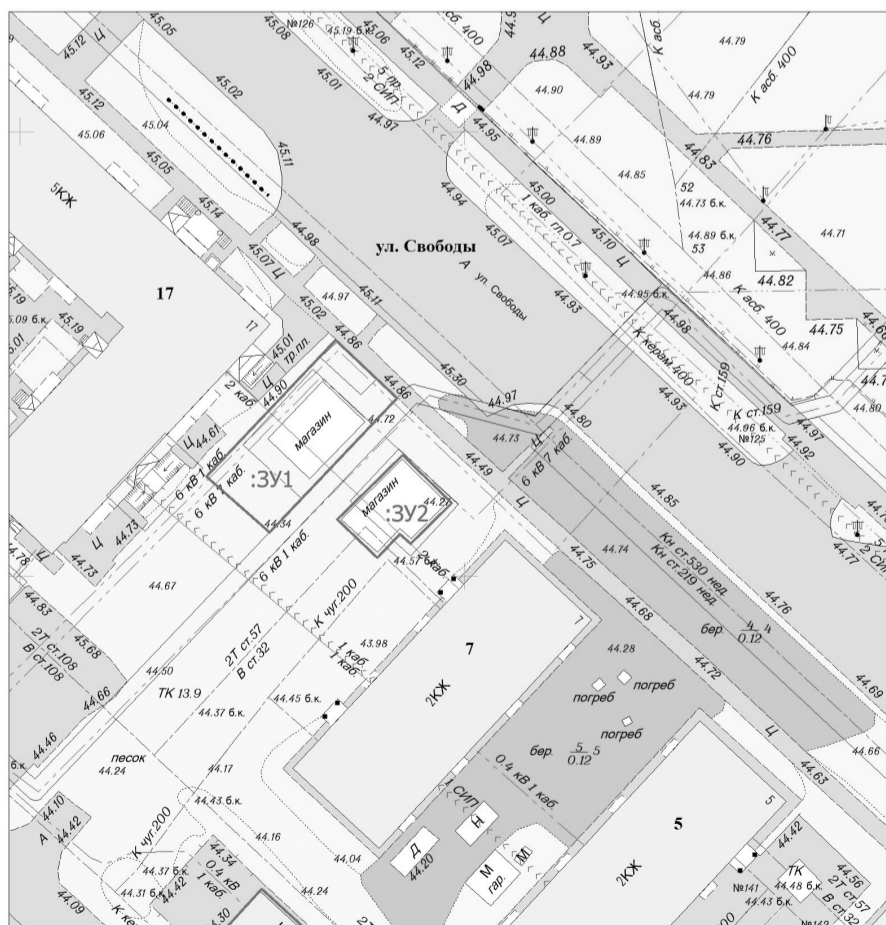 45.05
45.12
Ц
№126
45.08
45.19 б.к.
45.06
45.12
К асб. 400
44.98
44.88
44.93
44.79
К асб. 400
45.02
5 пр.
2 СИП
45.01
44.97
44.90
44.79
45.12
45.04
45.06
45.05
45.11
Д
44.95
44.89
44.85
44.83
44.76
5КЖ
45.14
44.98
44.94
45.00
1 каб. гл.0.7
52
44.73 б.к.
44.77
44.71
45.07
Ц
ул. Свободы
А
ул. Свободы
45.07
45.10
Ц
44.89 б.к.
53
44.86
44.82
17
17
44.97
45.11
45.02
44.93
44.95 б.к.
44.98
К асб. 400
44.75
44.84
45.19
45.19
45.01
44.86
45.01
тр.пл.
К керам.400
44.90
Ц
2 каб.
44.86
45.30
44.97
44.93
К ст.159
К ст.159
44.96 б.к.
№125
44.80
44.72
магазин
44.80
44.97
44.92
Ц
44.61
44.73
Ц
44.90
6 кВ 1 каб.
6 кВ 7 каб.
44.49
:ЗУ1
магазин
44.34
:ЗУ2
Ц
44.85
44.73
Ц
44.73
44.78
Ц
6 кВ 1 каб.
44.77
44.67
44.75
44.74
Кн ст.530 нед.
Кн ст.219 нед.
К чуг.200
44.76
44.83
2Т ст.108
В ст.108
45.68
2Т ст.57
В ст.32
43.98
1 каб.
1 каб.
7
7
44.68
бер. 4/0.12 4
44.28
44.50
44.66
ТК 13.9
44.45 б.к.
44.37 б.к.
2КЖ
погреб
погреб
погреб
44.72
44.69
44.46
песок
44.24
44.17
бер. 5/0.12 5
Ц
44.66
44.63
44.10
44.42
А
44.43 б.к.
К чуг.200
44.16
0.4 кВ 1 каб.
1 СИП
5
5
44.34
0.4 кВ
1 каб.
44.37 б.к.
44.31 б.к.
44.42
44.04
44.24
44.09
Д
44.20
Н
М
гар.
М
2КЖ
44.42
44.56
2Т ст.57
В ст.32
ТК
44.48 б.к.
44.43 б.к.
№141